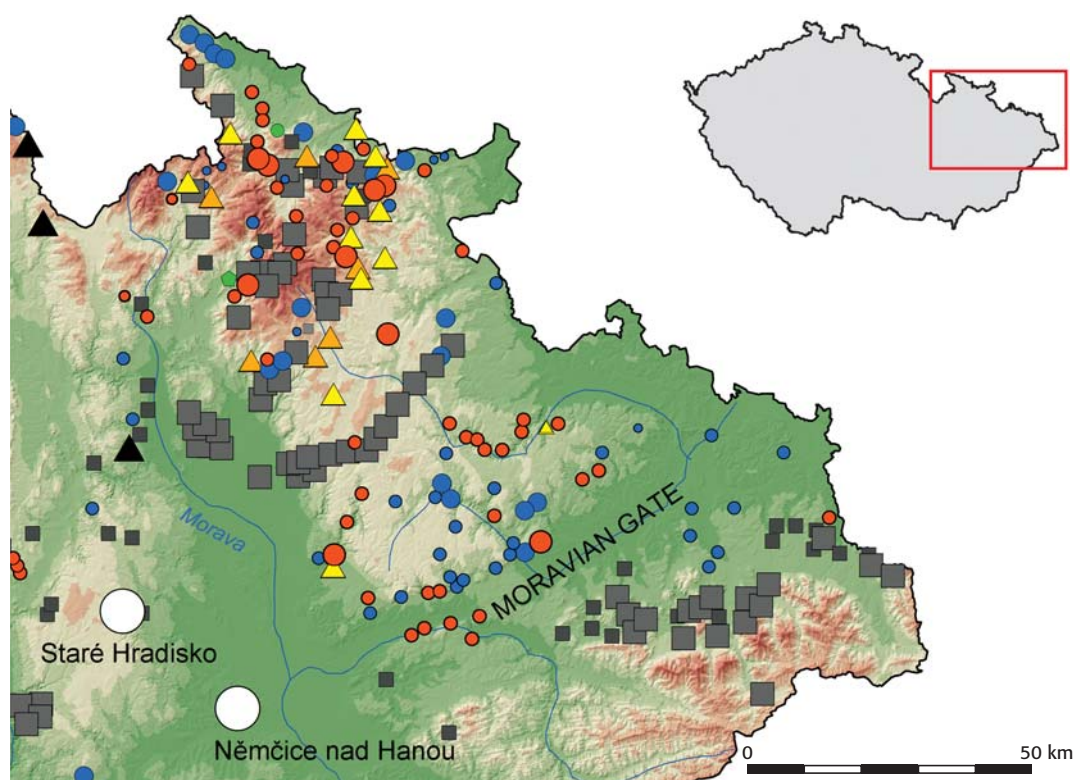 Morava
MORAVIAN GATE
Staré Hradisko
Němčice nad Hanou
0 50 km